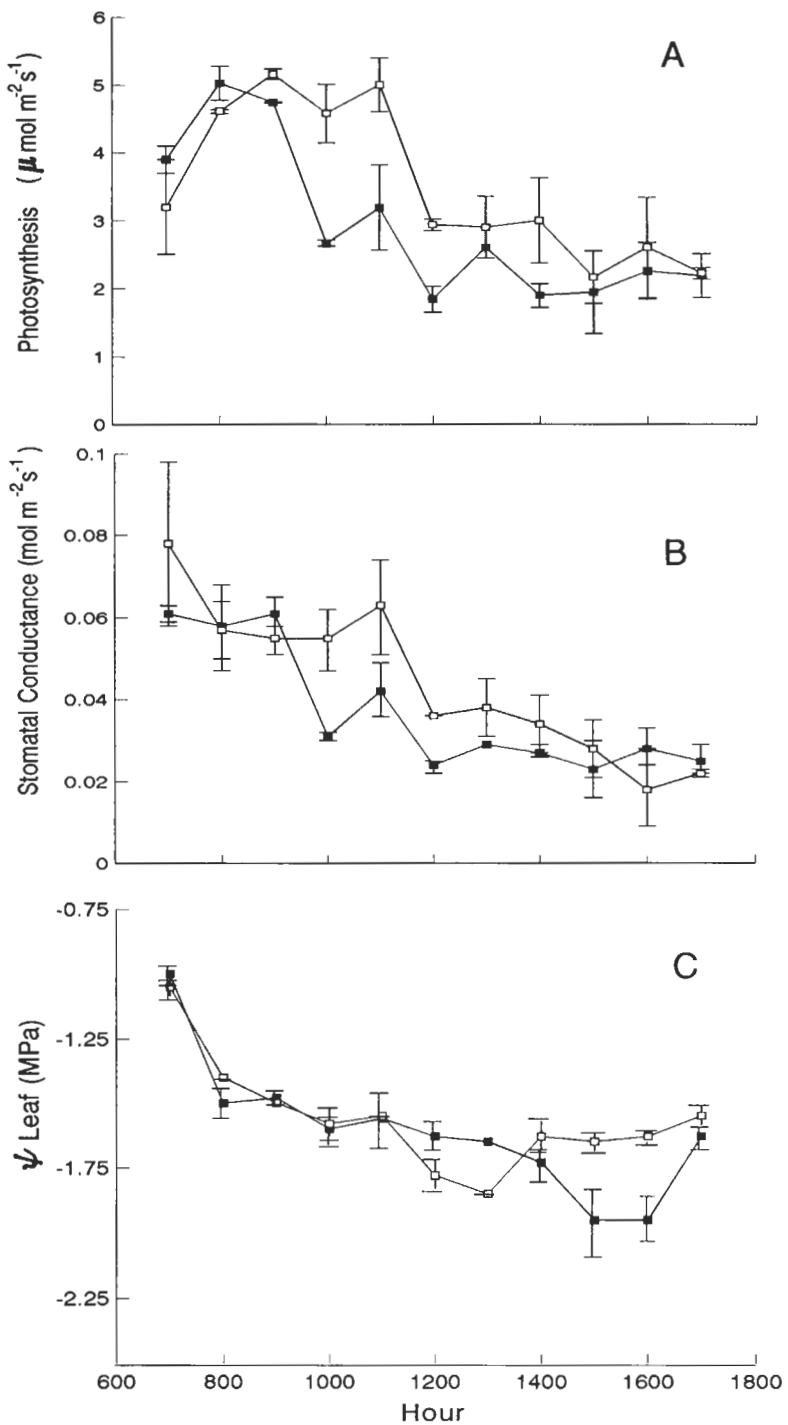 A
Photosynthesis (μ mol m⁻²s⁻¹)
6
5
4
3
2
1
0
B
Stomatal Conductance (mol m⁻²s⁻¹)
0.1
0.08
0.06
0.04
0.02
0
C
ψ Leaf (MPa)
-0.75
-1.25
-1.75
-2.25
600 800 1000 1200 1400 1600 1800
Hour